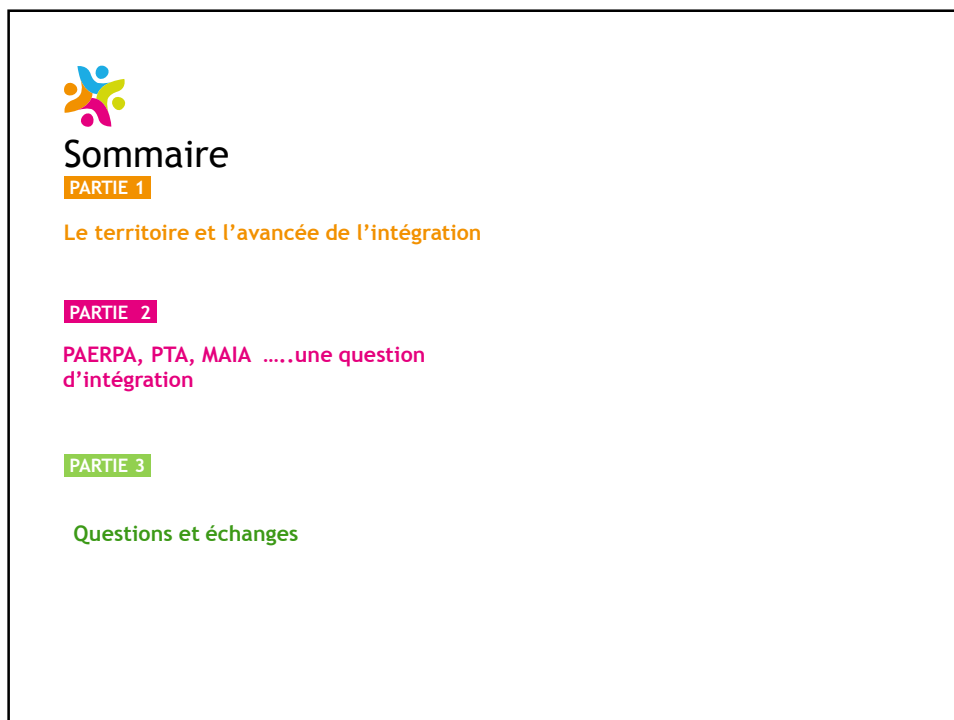 Sommaire
PARTIE 1
Le territoire et l’avancée de l’intégration
PARTIE 2
PAERPA, PTA, MAIA …..une question
d’intégration
PARTIE 3
Questions et échanges